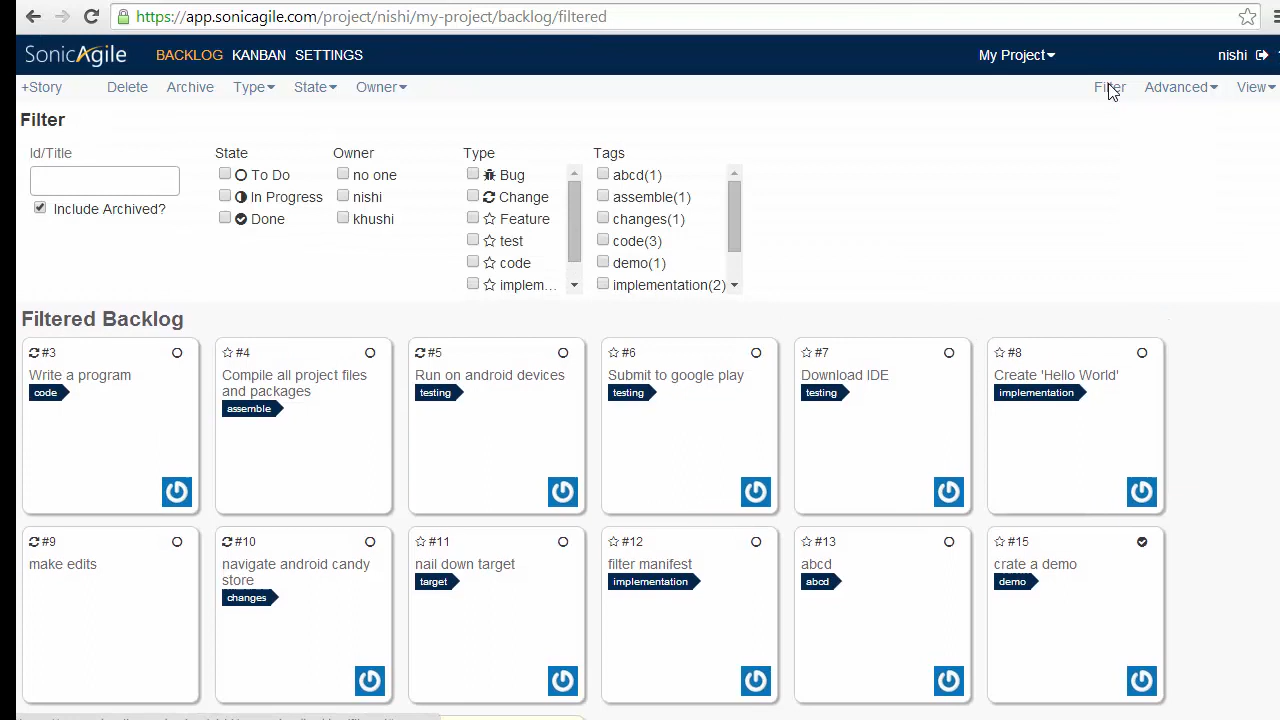 https://app.sonicagile.com/project/nishi/my-project/backlog/filtered
SonicAgile BACKLOG KANBAN SETTINGS My Project nishi
+Story Delete Archive Type State Owner Filter Advanced View
Filter
Id/Title State Owner Type Tags
To Do no one Bug abcd(1)
In Progress nishi Change assemble(1)
Include Archived?
Done khushi Feature changes(1)
test code(3)
code demo(1)
implem... implementation(2)
Filtered Backlog
#3 #4 #5 #6 #7 #8
Write a program
code
Compile all project files
and packages
assemble
Run on android devices
testing
Submit to google play
testing
Download IDE
testing
Create 'Hello World'
implementation
#9 #10 #11 #12 #13 #15
make edits
navigate android candy
store
changes
nail down target
target
filter manifest
implementation
abcd
abcd
crate a demo
demo